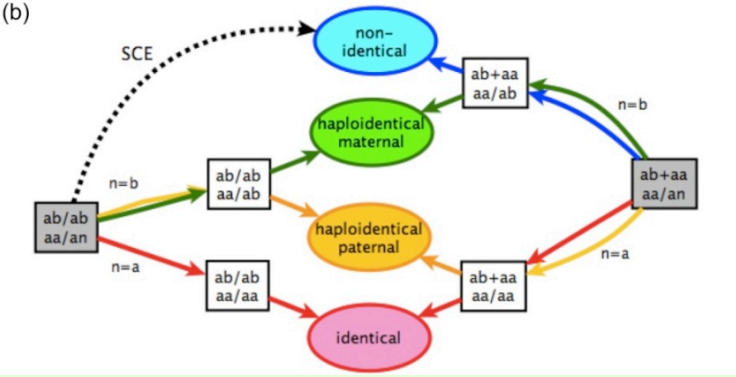 (b)
SCE
non-
identical
ab+aa
aa/ab
n=b
haploidentical
maternal
n=b
ab/ab
aa/ab
ab+aa
aa/an
ab/ab
aa/an
haploidentical
paternal
n=a
n=a
ab/ab
aa/aa
ab+aa
aa/aa
identical